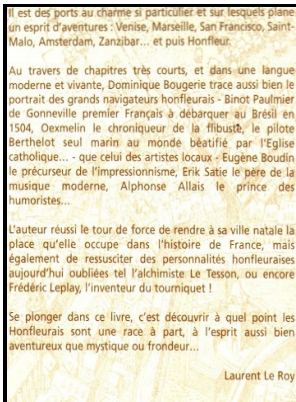 Il est des ports au charme si particulier et sur lesquels plane
un esprit d'aventures : Venise, Marseille, San Francisco, Saint-
Malo, Amsterdam, Zanzibar... et puis Honfleur.
Au travers de chapitres très courts, et dans une langue
moderne et vivante, Dominique Bougerie trace aussi bien le
portrait des grands navigateurs honfleurais - Binot Paulmier
de Gonneville premier Français à débarquer au Brésil en
1504, Oexmelin le chroniqueur de la flibuste, le pilote
Berthelot seul marin au monde béatifié par l'Eglise
catholique... - que celui des artistes locaux - Eugène Boudin
le précurseur de l'impressionnisme, Erik Satie le père de la
musique moderne, Alphonse Allais le prince des
humoristes...
L'auteur réussi le tour de force de rendre à sa ville natale la
place qu'elle occupe dans l'histoire de France, mais
également de ressusciter des personnalités honfleuraises
aujourd'hui oubliées tel l'alchimiste Le Tesson, ou encore
Frédéric Leplay, l'inventeur du tourniquet !
Se plonger dans ce livre, c'est découvrir à quel point les
Honfleurais sont une race à part, à l'esprit aussi bien
aventureux que mystique ou frondeur...
Laurent Le Roy